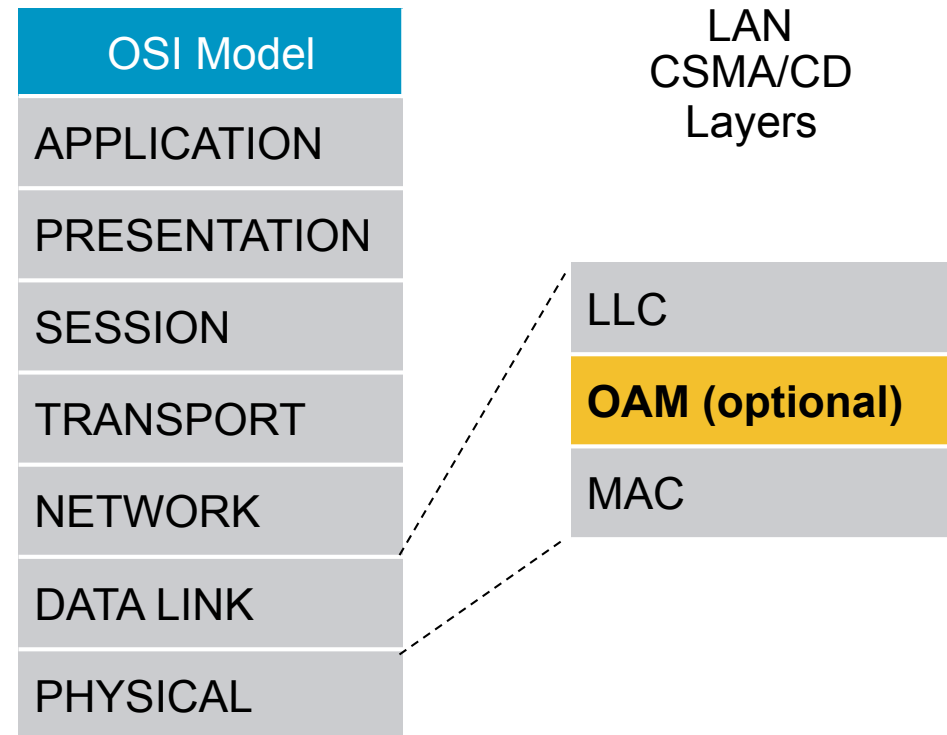 OSI Model
APPLICATION
PRESENTATION
SESSION
TRANSPORT
NETWORK
DATA LINK
PHYSICAL
LAN
CSMA/CD
Layers
LLC
OAM (optional)
MAC